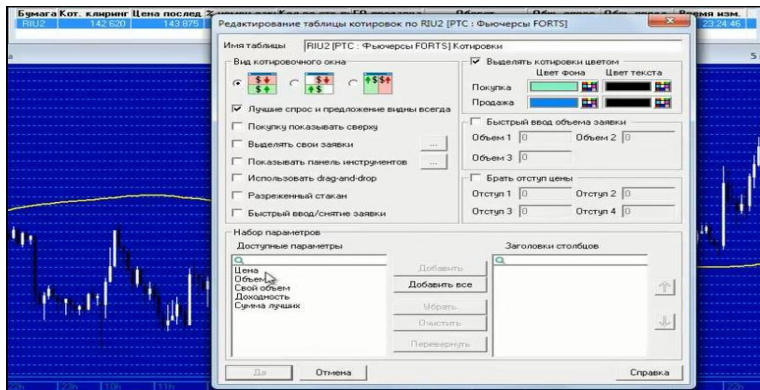 Бумага Кот. клиринг Цена послед
RIU2 142 620 143 875 23:24:46
Редактирование таблицы котировок по RIU2 [РТС : Фьючерсы FORTS]
Имя таблицы RIU2 [РТС : Фьючерсы FORTS] Котировки
Вид котировочного окна
Выделять котировки цветом
Цвет фона Цвет текста
Покупка
Продажа
Лучшие спрос и предложение видны всегда
Покупку показывать сверху
Выделять свои заявки ...
Показывать панель инструментов ...
Использовать drag-and-drop
Разреженный стакан
Быстрый ввод/снятие заявки
Быстрый ввод объема заявки
Объем 1 0 Объем 2 0
Объем 3 0
Брать отступ цены
Отступ 1 0 Отступ 2 0
Отступ 3 0 Отступ 4 0
Набор параметров
Доступные параметры
Заголовки столбцов
Цена
Объем
Свой объем
Доходность
Сумма лучших
Добавить
Добавить все
Убрать
Очистить
Перевернуть
Да Отмена Справка
23h 10h 11h